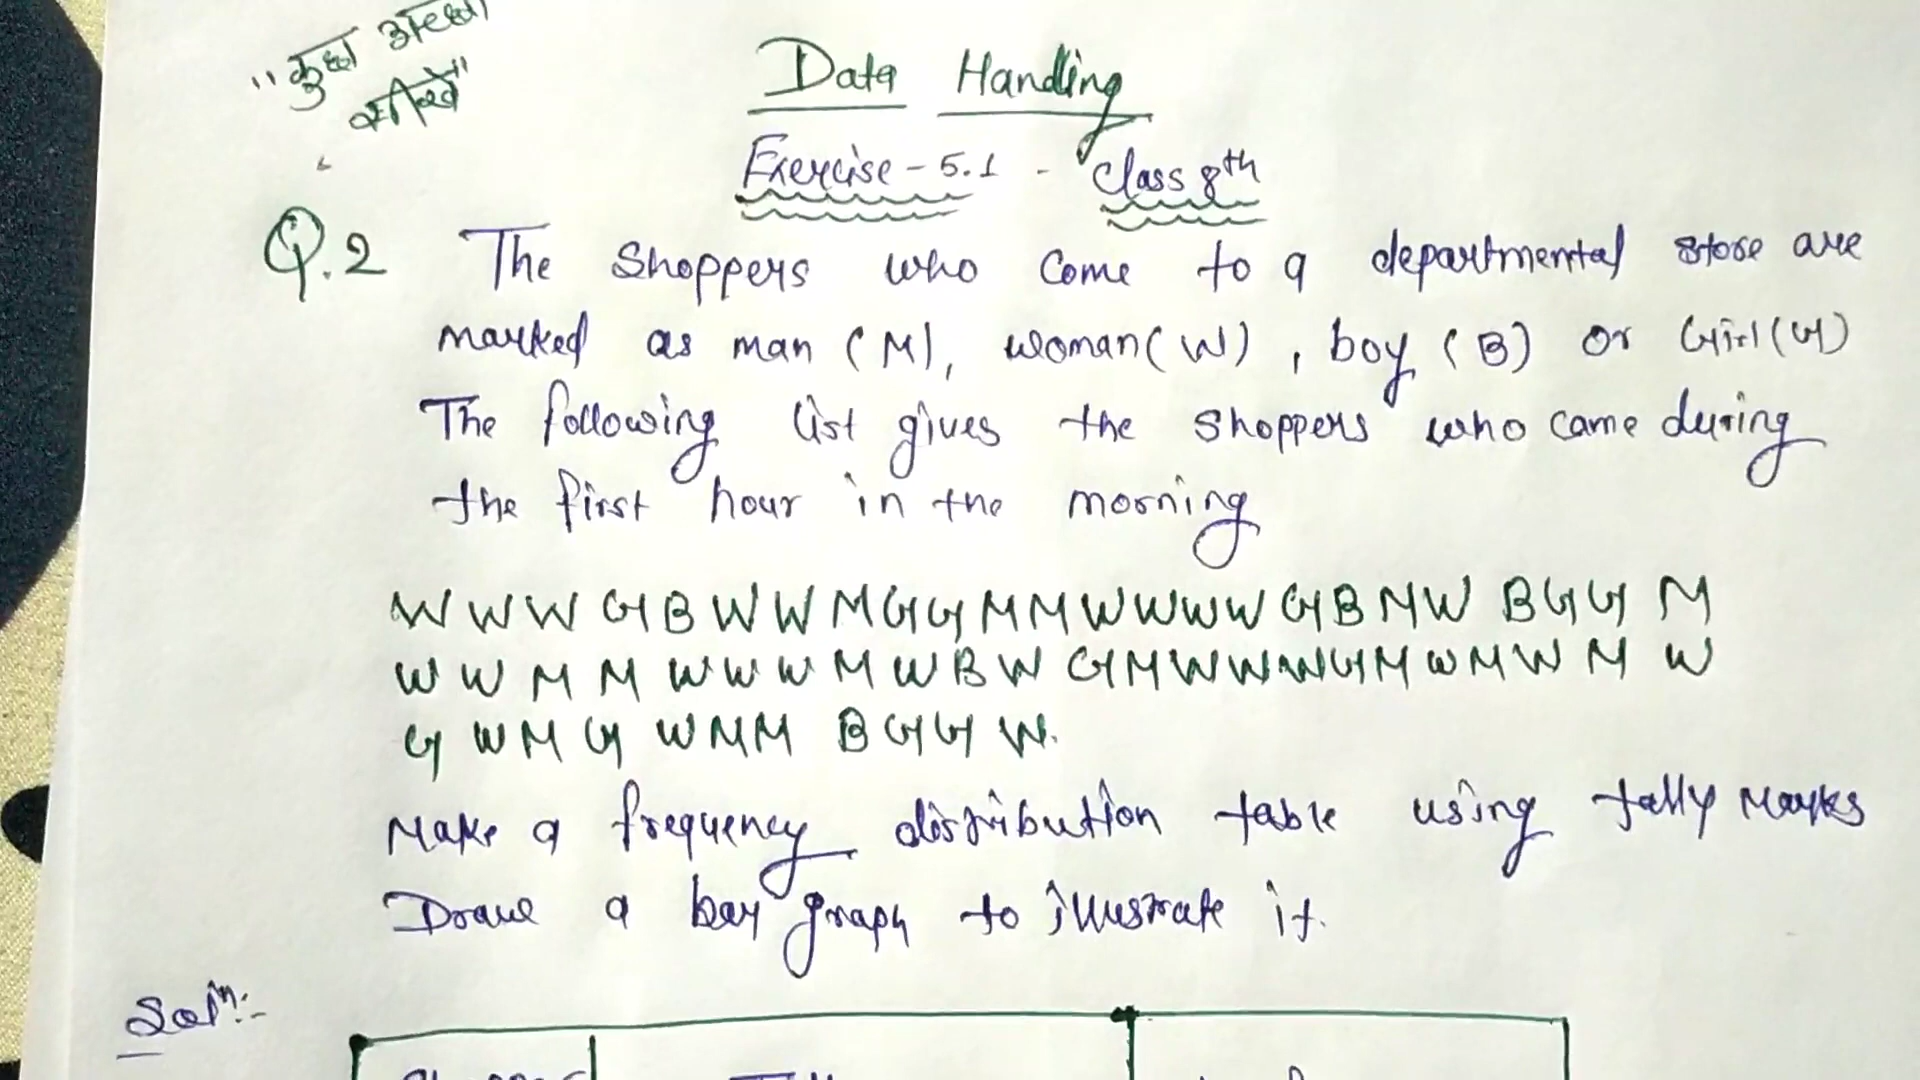 "कुछ अच्छा
सीखें"
Data Handling
Exercise - 5.1 - Class 8th
Q.2 The Shoppers who Come to a departmental store are
marked as man (M), woman (W), boy (B) or Girl (G)
The following list gives the Shoppers who came during
the first hour in the morning
W W W G B W W M G G M M W W W W G B M W B G G M
W W M M W W W M W B W G M W W W G M W M W M W
G W M G W M M B G G W.
Make a frequency distribution table using tally Marks
Draw a bar graph to illustrate it.
Solⁿ:-